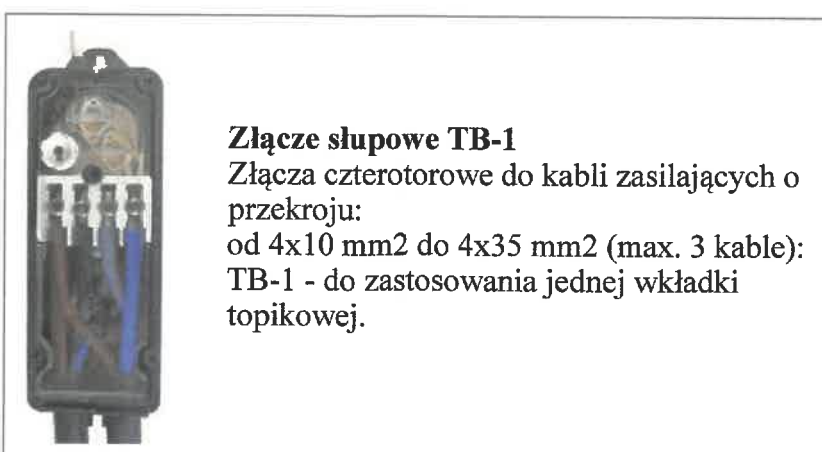 Złącze słupowe TB-1
Złącza czterotorowe do kabli zasilających o
przekroju:
od 4x10 mm2 do 4x35 mm2 (max. 3 kable):
TB-1 - do zastosowania jednej wkładki
topikowej.